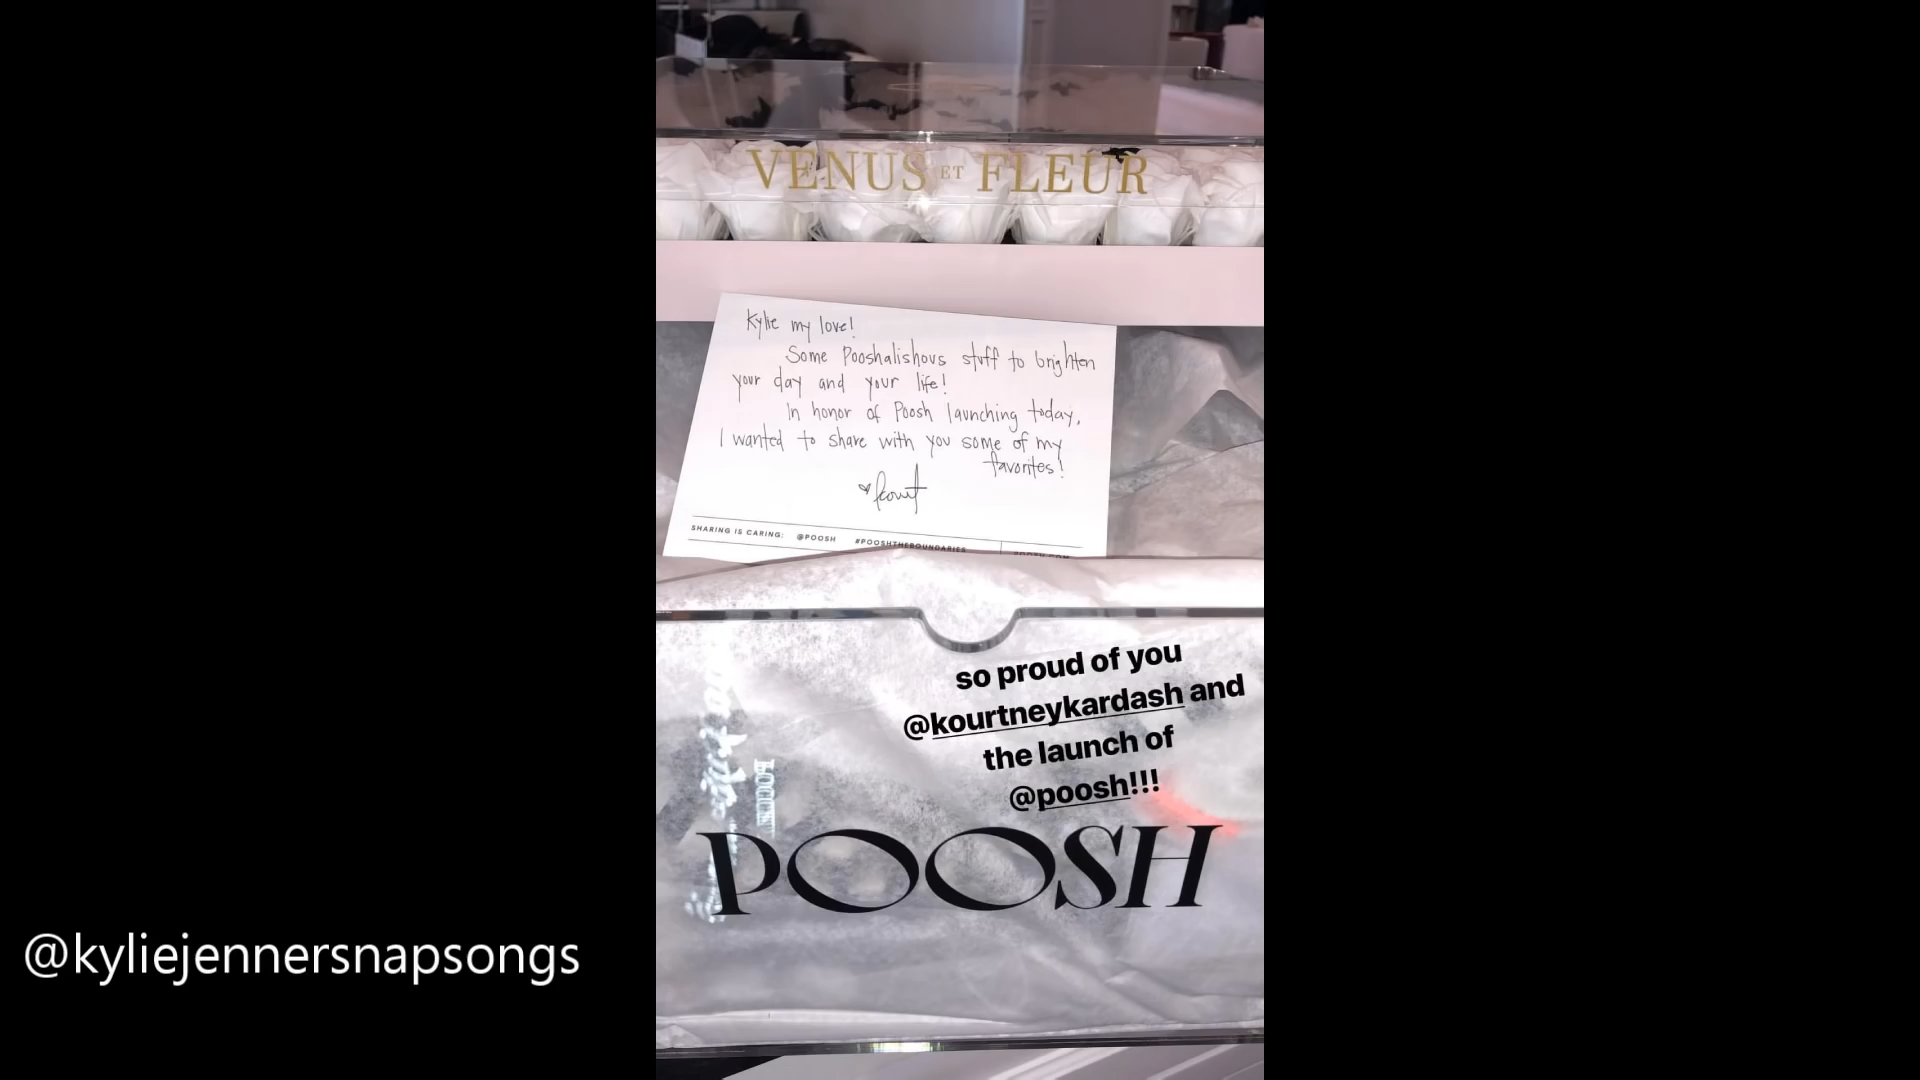 VENUS ET FLEUR
Kylie my love!
Some Pooshalishous stuff to brighten
your day and your life!
In honor of Poosh launching today,
I wanted to share with you some of my
favorites!
Kourt
SHARING IS CARING: @POOSH #POOSHTHEBOUNDARIES POOSH.COM
so proud of you
@kourtneykardash and
the launch of
@poosh!!!
POOSH
@kyliejennersnapsongs